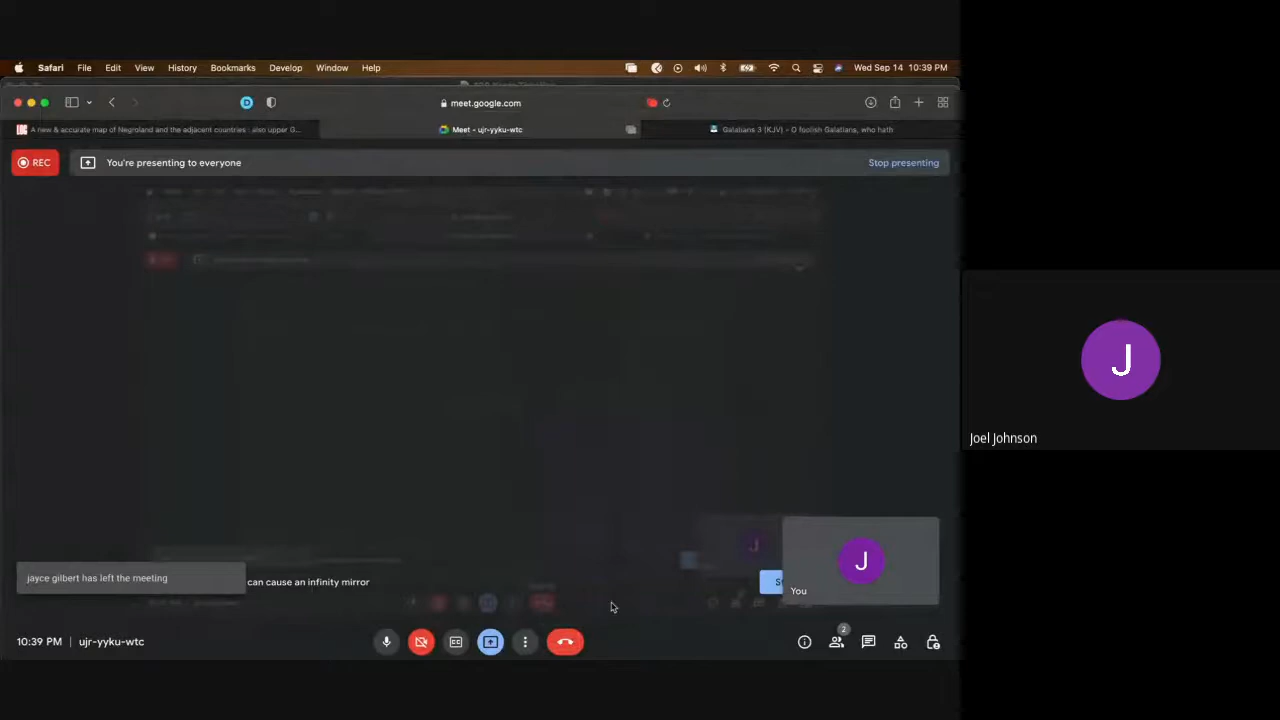 Safari File Edit View History Bookmarks Develop Window Help Wed Sep 14 10:39 PM
meet.google.com
A new & accurate map of Negroland and the adjacent countries : also upper G...
Meet - ujr-yyku-wtc
Galatians 3 (KJV) - O foolish Galatians, who hath
REC
You're presenting to everyone
Stop presenting
J
Joel Johnson
jayce gilbert has left the meeting
can cause an infinity mirror
J
You
10:39 PM | ujr-yyku-wtc
2